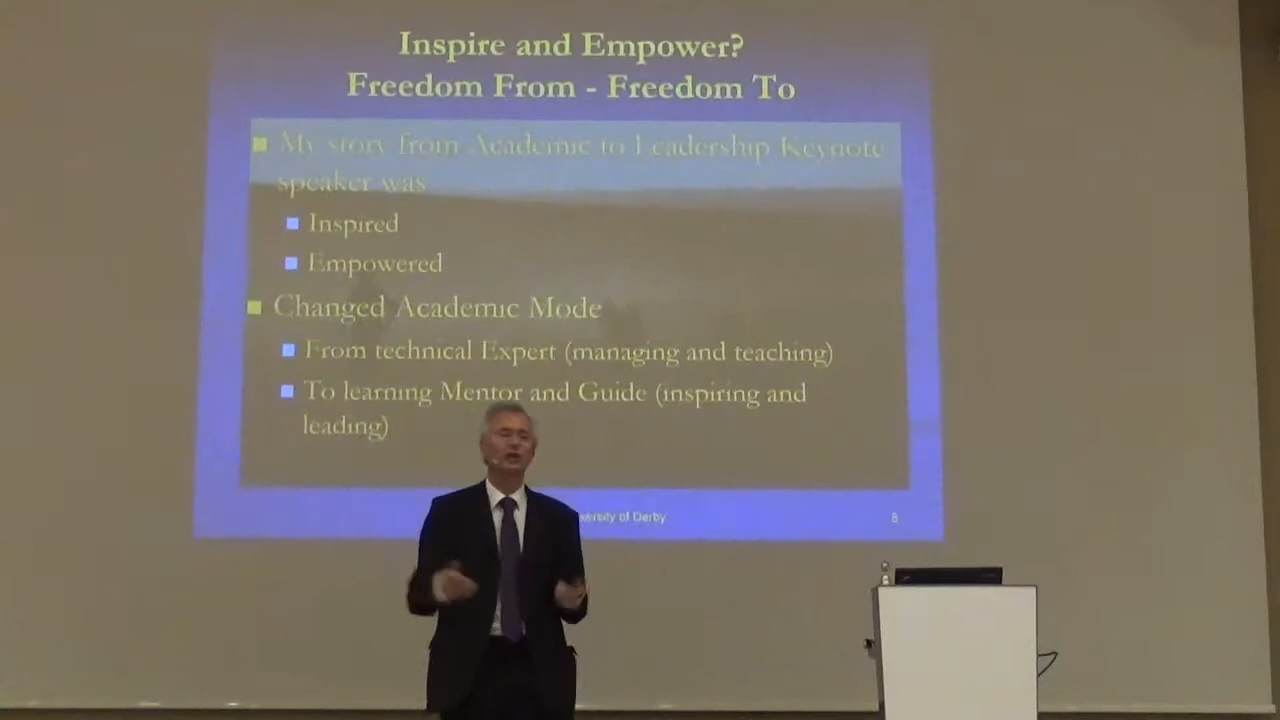 Inspire and Empower?
Freedom From - Freedom To
My story from Academic to Leadership Keynote
speaker was
Inspired
Empowered
Changed Academic Mode
From technical Expert (managing and teaching)
To learning Mentor and Guide (inspiring and
leading)
of Derby
8